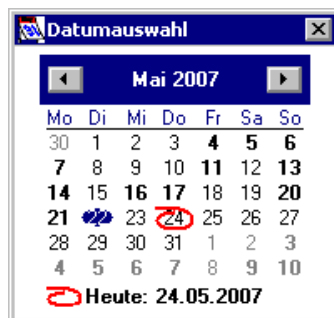 Datumauswahl
Mai 2007
Mo Di Mi Do Fr Sa So
30 1 2 3 4 5 6
7 8 9 10 11 12 13
14 15 16 17 18 19 20
21 22 23 24 25 26 27
28 29 30 31 1 2 3
4 5 6 7 8 9 10
Heute: 24.05.2007